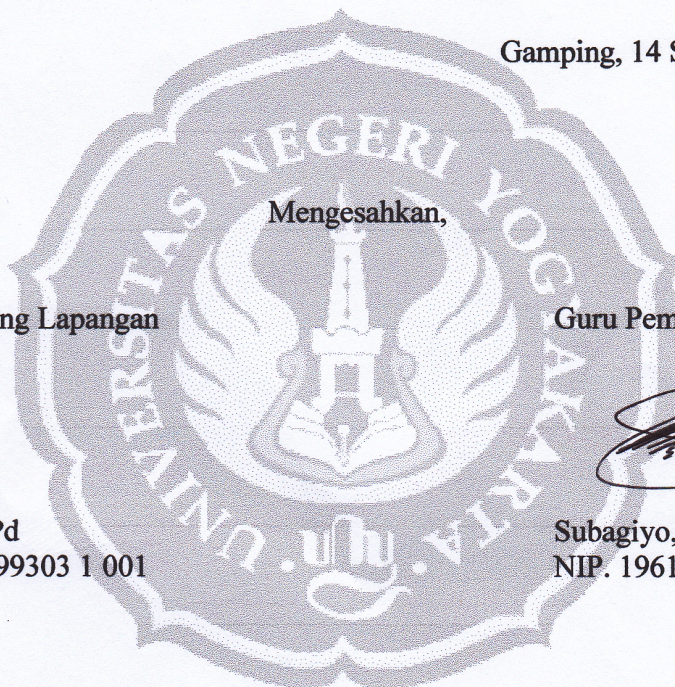 Gamping, 14 S
UNIVERSITAS NEGERI YOGYAKARTA
Mengesahkan,
ng Lapangan
Guru Pem
Pd
Subagiyo,
99303 1 001
NIP. 1961